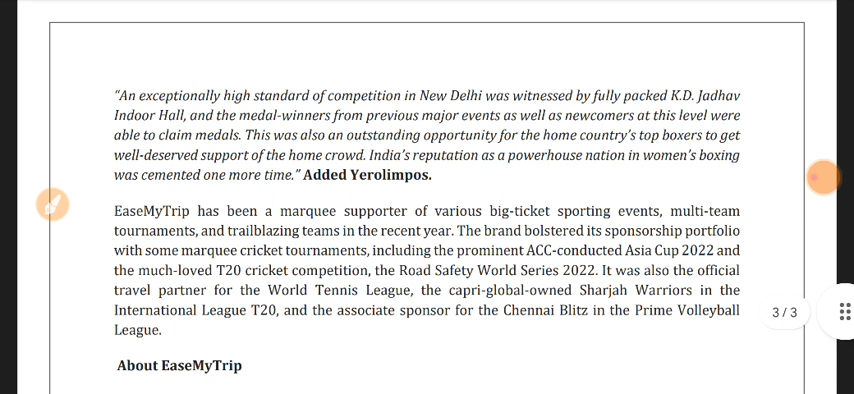 “An exceptionally high standard of competition in New Delhi was witnessed by fully packed K.D. Jadhav
Indoor Hall, and the medal-winners from previous major events as well as newcomers at this level were
able to claim medals. This was also an outstanding opportunity for the home country’s top boxers to get
well-deserved support of the home crowd. India’s reputation as a powerhouse nation in women’s boxing
was cemented one more time.” Added Yerolimpos.
EaseMyTrip has been a marquee supporter of various big-ticket sporting events, multi-team
tournaments, and trailblazing teams in the recent year. The brand bolstered its sponsorship portfolio
with some marquee cricket tournaments, including the prominent ACC-conducted Asia Cup 2022 and
the much-loved T20 cricket competition, the Road Safety World Series 2022. It was also the official
travel partner for the World Tennis League, the capri-global-owned Sharjah Warriors in the
International League T20, and the associate sponsor for the Chennai Blitz in the Prime Volleyball
League.
3 / 3
About EaseMyTrip